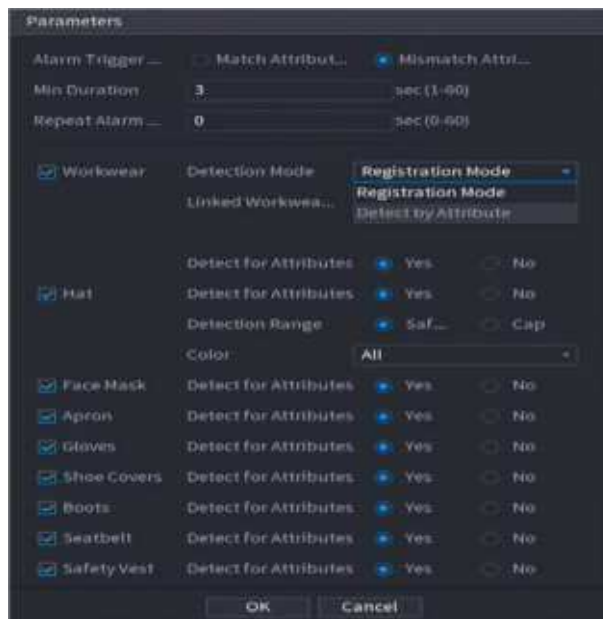 Parameters
Alarm Trigger ... Match Attribut... Mismatch Attri...
Min Duration 3 sec (1-60)
Repeat Alarm ... 0 sec (0-60)
Workwear Detection Mode Registration Mode
Registration Mode
Linked Workwea... Detect by Attribute
Detect for Attributes Yes No
Hat Detect for Attributes Yes No
Detection Range Saf... Cap
Color All
Face Mask Detect for Attributes Yes No
Apron Detect for Attributes Yes No
Gloves Detect for Attributes Yes No
Shoe Covers Detect for Attributes Yes No
Boots Detect for Attributes Yes No
Seatbelt Detect for Attributes Yes No
Safety Vest Detect for Attributes Yes No
OK Cancel